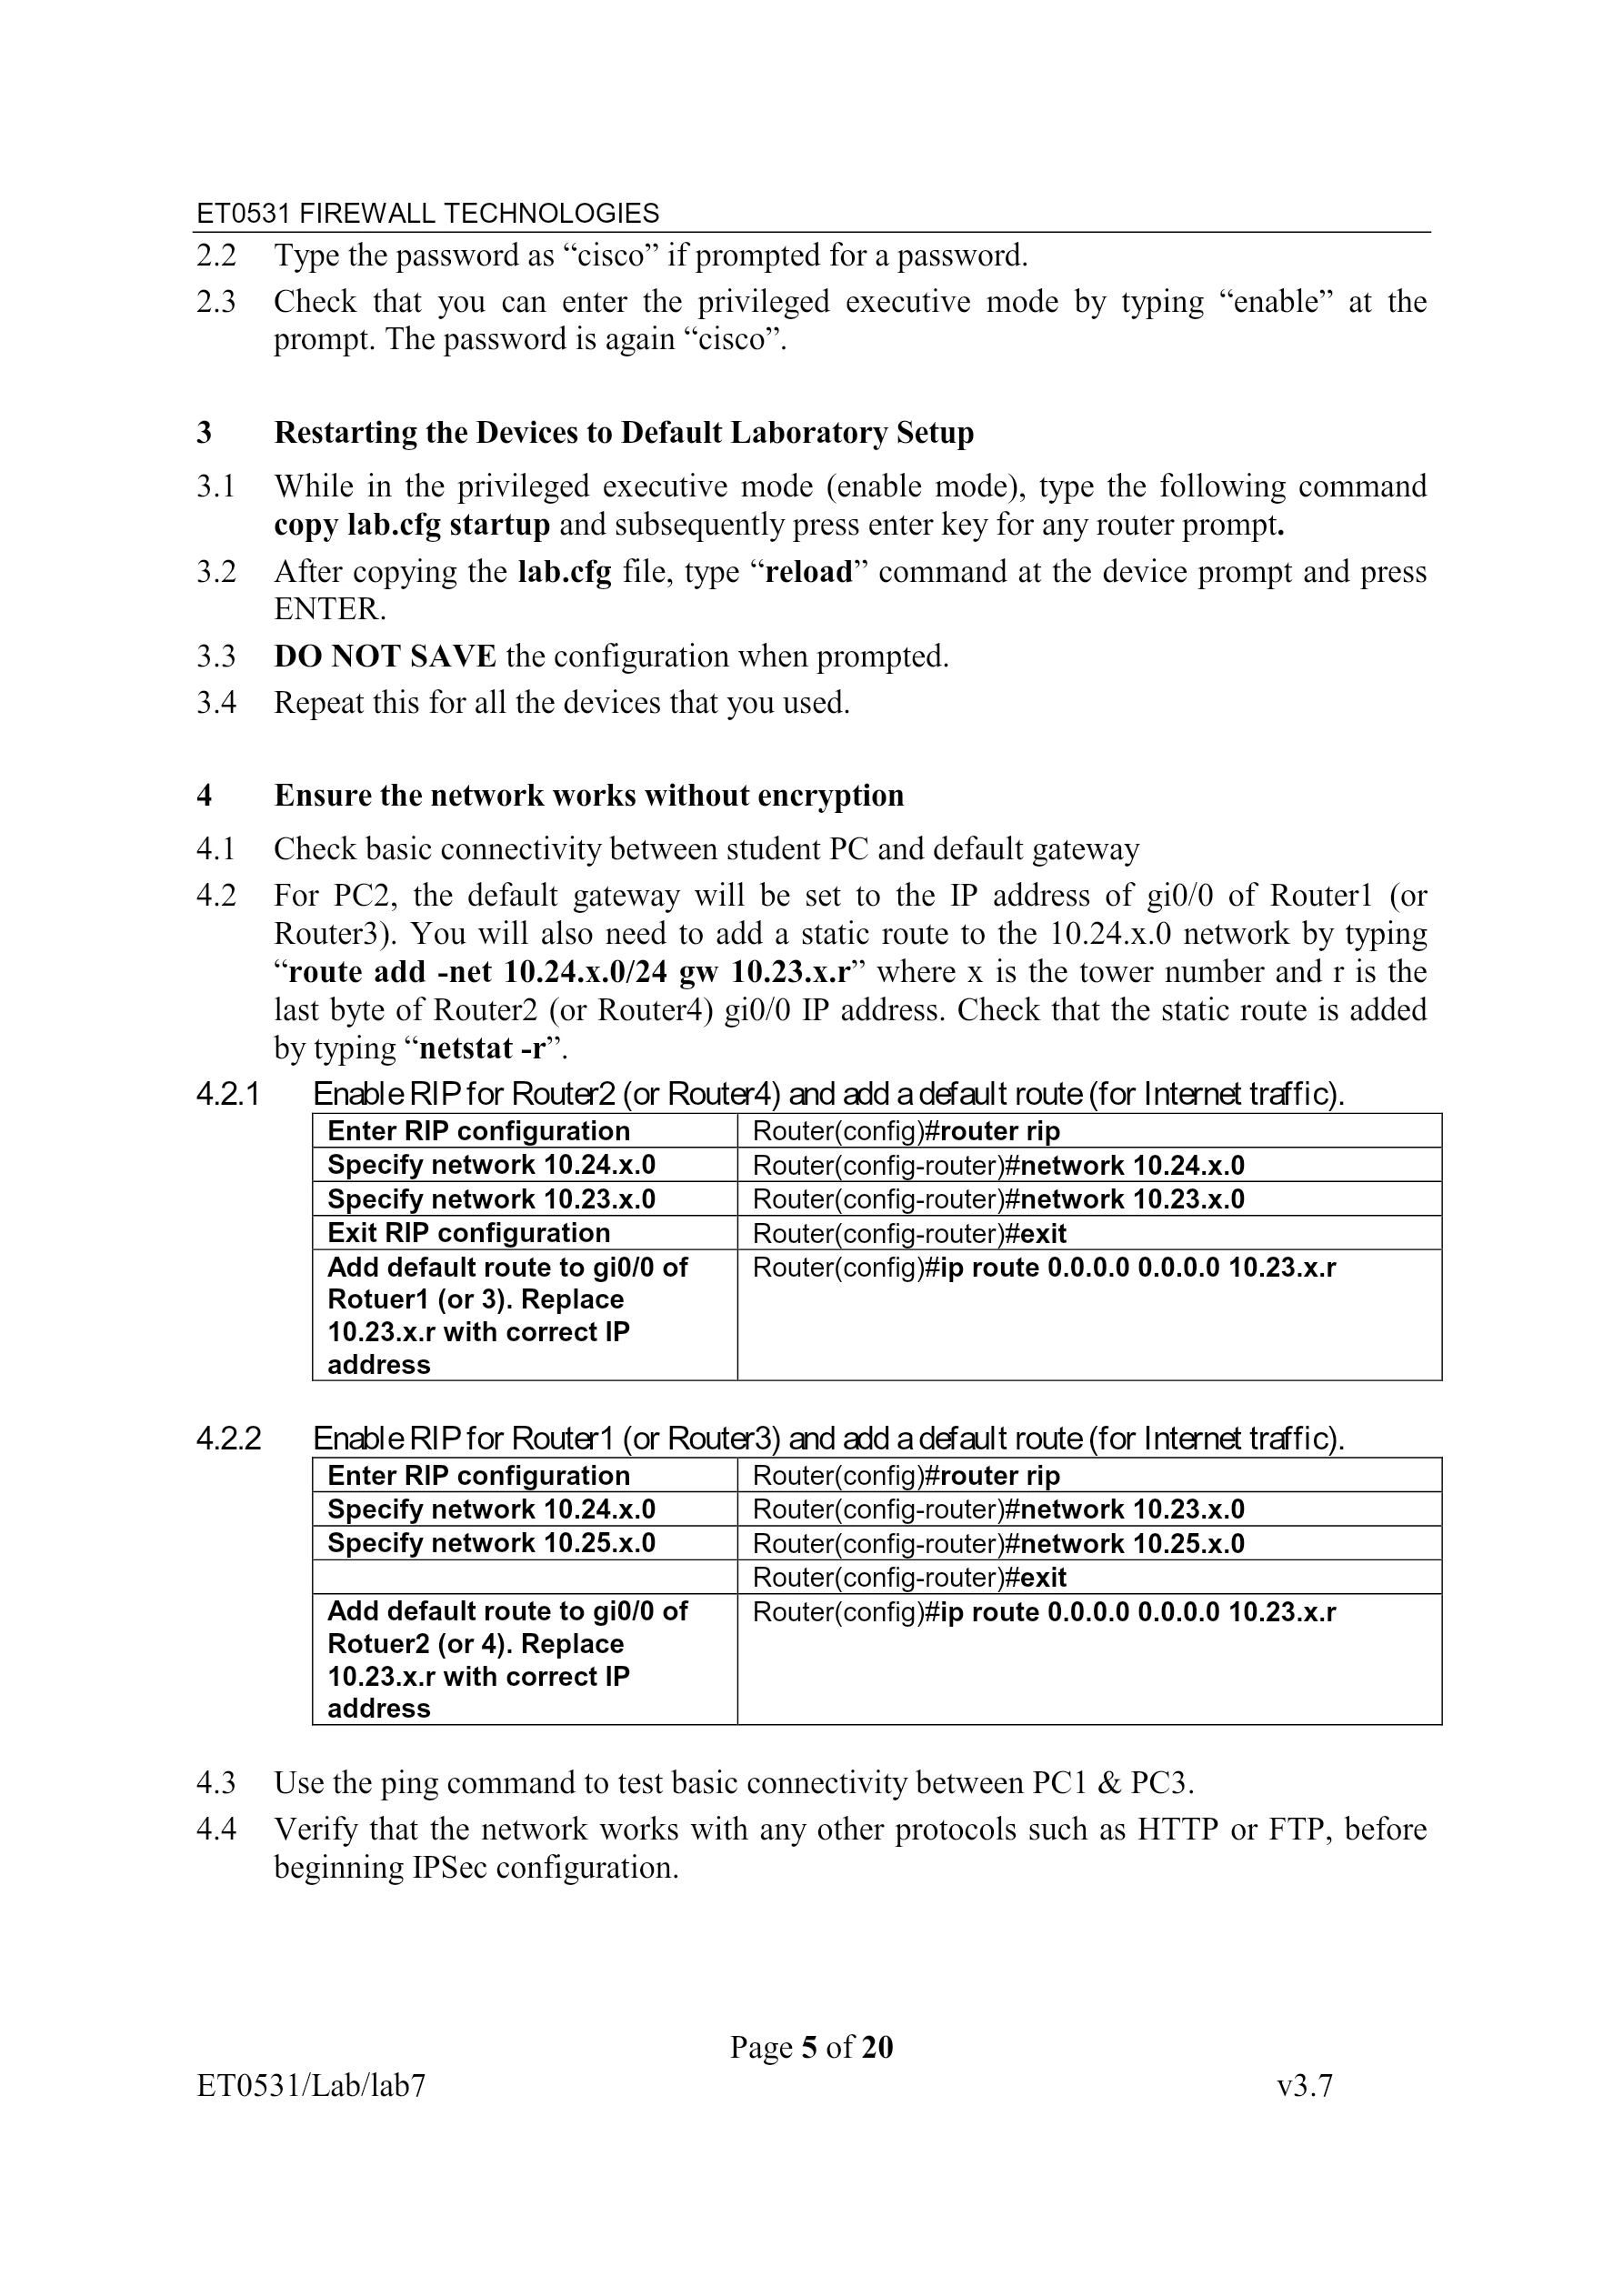 ET0531 FIREWALL TECHNOLOGIES
2.2 Type the password as “cisco” if prompted for a password.
2.3 Check that you can enter the privileged executive mode by typing “enable” at the
prompt. The password is again “cisco”.
3 Restarting the Devices to Default Laboratory Setup
3.1 While in the privileged executive mode (enable mode), type the following command
copy lab.cfg startup and subsequently press enter key for any router prompt.
3.2 After copying the lab.cfg file, type “reload” command at the device prompt and press
ENTER.
3.3 DO NOT SAVE the configuration when prompted.
3.4 Repeat this for all the devices that you used.
4 Ensure the network works without encryption
4.1 Check basic connectivity between student PC and default gateway
4.2 For PC2, the default gateway will be set to the IP address of gi0/0 of Router1 (or
Router3). You will also need to add a static route to the 10.24.x.0 network by typing
“route add -net 10.24.x.0/24 gw 10.23.x.r” where x is the tower number and r is the
last byte of Router2 (or Router4) gi0/0 IP address. Check that the static route is added
by typing “netstat -r”.
4.2.1 Enable RIP for Router2 (or Router4) and add a default route (for Internet traffic).
Enter RIP configuration Router(config)#router rip
Specify network 10.24.x.0 Router(config-router)#network 10.24.x.0
Specify network 10.23.x.0 Router(config-router)#network 10.23.x.0
Exit RIP configuration Router(config-router)#exit
Add default route to gi0/0 of Router(config)#ip route 0.0.0.0 0.0.0.0 10.23.x.r
Rotuer1 (or 3). Replace
10.23.x.r with correct IP
address
4.2.2 Enable RIP for Router1 (or Router3) and add a default route (for Internet traffic).
Enter RIP configuration Router(config)#router rip
Specify network 10.24.x.0 Router(config-router)#network 10.23.x.0
Specify network 10.25.x.0 Router(config-router)#network 10.25.x.0
Router(config-router)#exit
Add default route to gi0/0 of Router(config)#ip route 0.0.0.0 0.0.0.0 10.23.x.r
Rotuer2 (or 4). Replace
10.23.x.r with correct IP
address
4.3 Use the ping command to test basic connectivity between PC1 & PC3.
4.4 Verify that the network works with any other protocols such as HTTP or FTP, before
beginning IPSec configuration.
Page 5 of 20
ET0531/Lab/lab7 v3.7